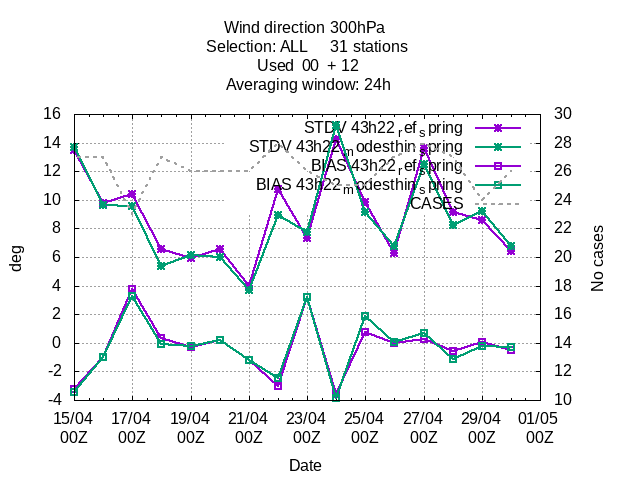 Wind direction 300hPa
Selection: ALL 31 stations
Used 00 + 12
Averaging window: 24h
16 30
14 28
12 26
10 24
8 22
6 20
4 18
2 16
0 14
-2 12
-4 10
STDV 43h22_ref_spring
STDV 43h22_modesthin_spring
BIAS 43h22_ref_spring
BIAS 43h22_modesthin_spring
CASES
deg
No cases
15/04 17/04 19/04 21/04 23/04 25/04 27/04 29/04 01/05
00Z 00Z 00Z 00Z 00Z 00Z 00Z 00Z 00Z
Date